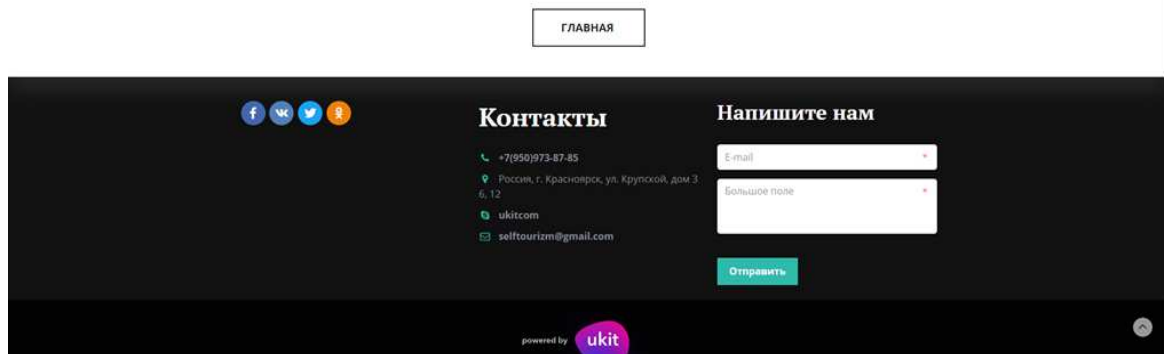 ГЛАВНАЯ
Контакты
+7(950)973-87-85
Россия, г. Красноярск, ул. Крупской, дом 3
6, 12
ukitcom
selftourizm@gmail.com
Напишите нам
E-mail *
Большое поле *
Отправить
powered by ukit